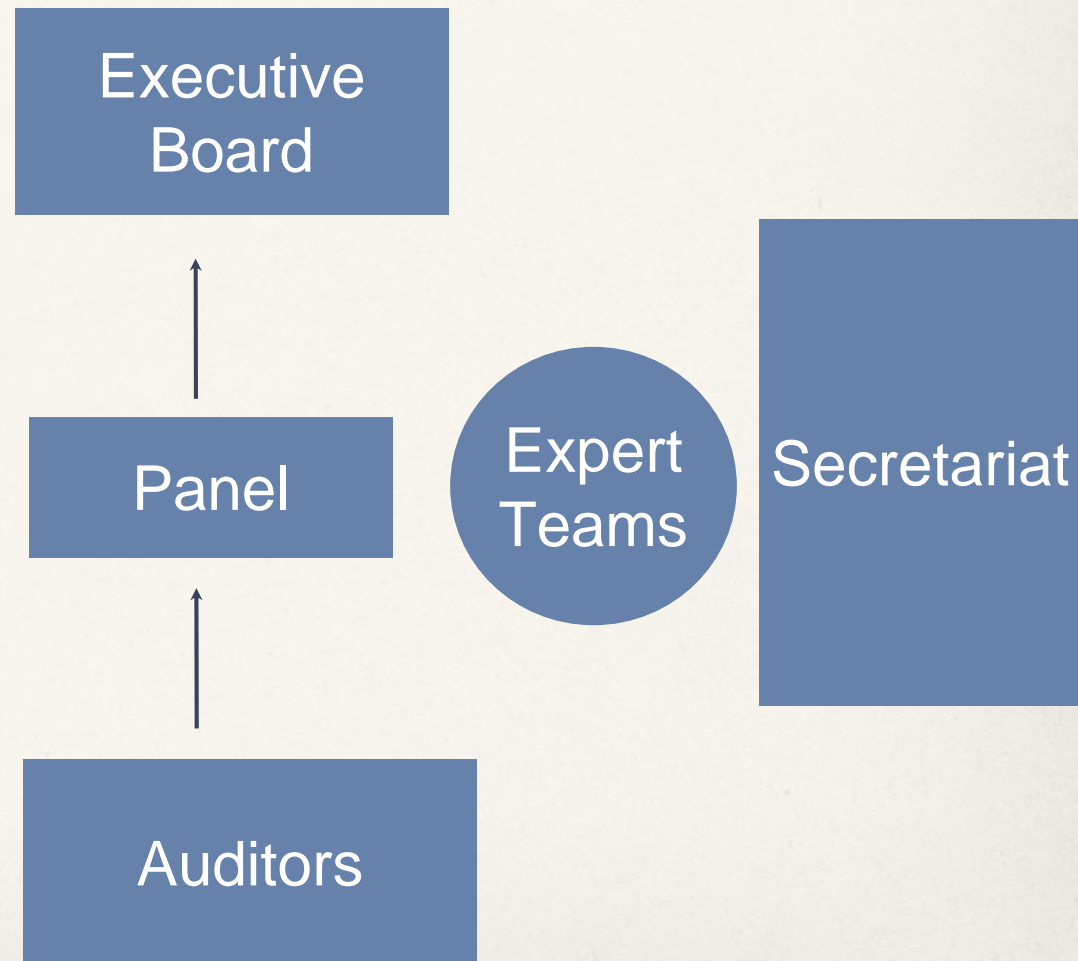 Executive
Board
Panel
Expert
Teams
Secretariat
Auditors